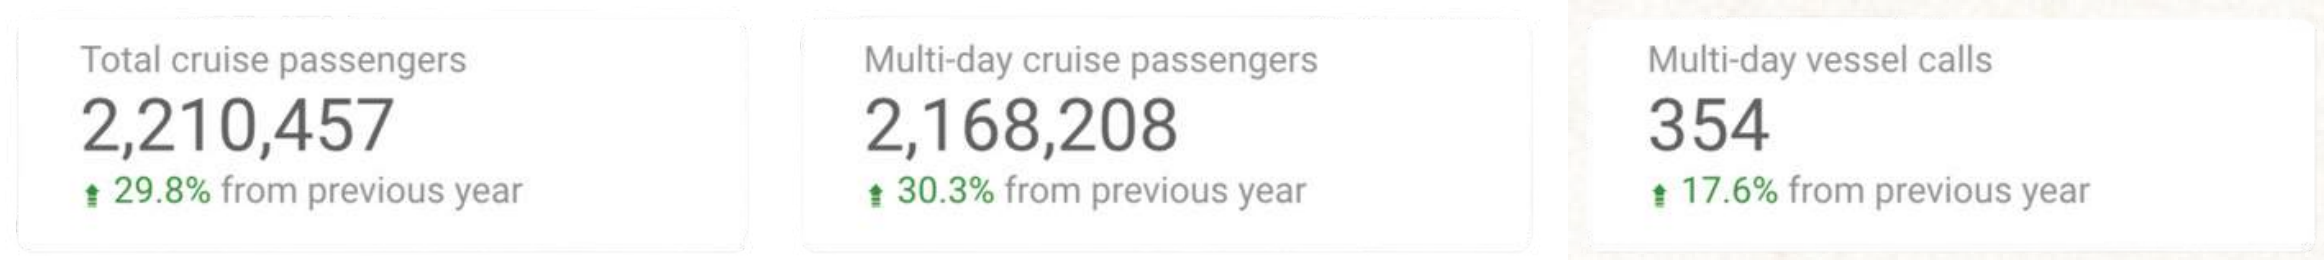 Total cruise passengers
2,210,457
29.8% from previous year
Multi-day cruise passengers
2,168,208
30.3% from previous year
Multi-day vessel calls
354
17.6% from previous year